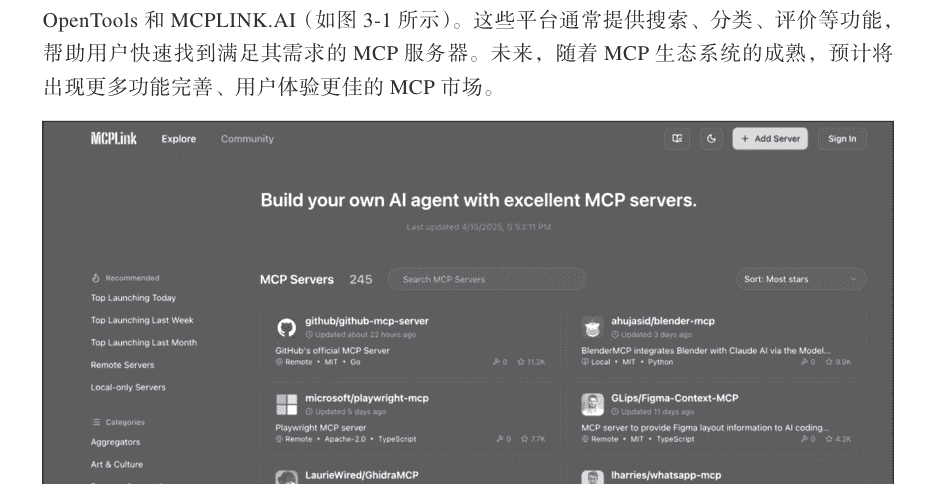 OpenTools 和 MCPLINK.AI（如图 3-1 所示）。这些平台通常提供搜索、分类、评价等功能，
帮助用户快速找到满足其需求的 MCP 服务器。未来，随着 MCP 生态系统的成熟，预计将
出现更多功能完善、用户体验更佳的 MCP 市场。
MCPLink Explore Community + Add Server Sign In
Build your own AI agent with excellent MCP servers.
Last updated 4/15/2025, 5:53:11 PM
Recommended
Top Launching Today
Top Launching Last Week
Top Launching Last Month
Remote Servers
Local-only Servers
Categories
Aggregators
Art & Culture
MCP Servers 245 Search MCP Servers Sort: Most stars
github/github-mcp-server
Updated about 22 hours ago
GitHub's official MCP Server
Remote • MIT • Go 0 11.2K
ahujasid/blender-mcp
Updated 3 days ago
BlenderMCP integrates Blender with Claude AI via the Model...
Local • MIT • Python 0 9.9K
microsoft/playwright-mcp
Updated 5 days ago
Playwright MCP server
Remote • Apache-2.0 • TypeScript 0 7.7K
GLips/Figma-Context-MCP
Updated 11 days ago
MCP server to provide Figma layout information to AI coding...
Remote • MIT • TypeScript 0 4.2K
LaurieWired/GhidraMCP
lharries/whatsapp-mcp